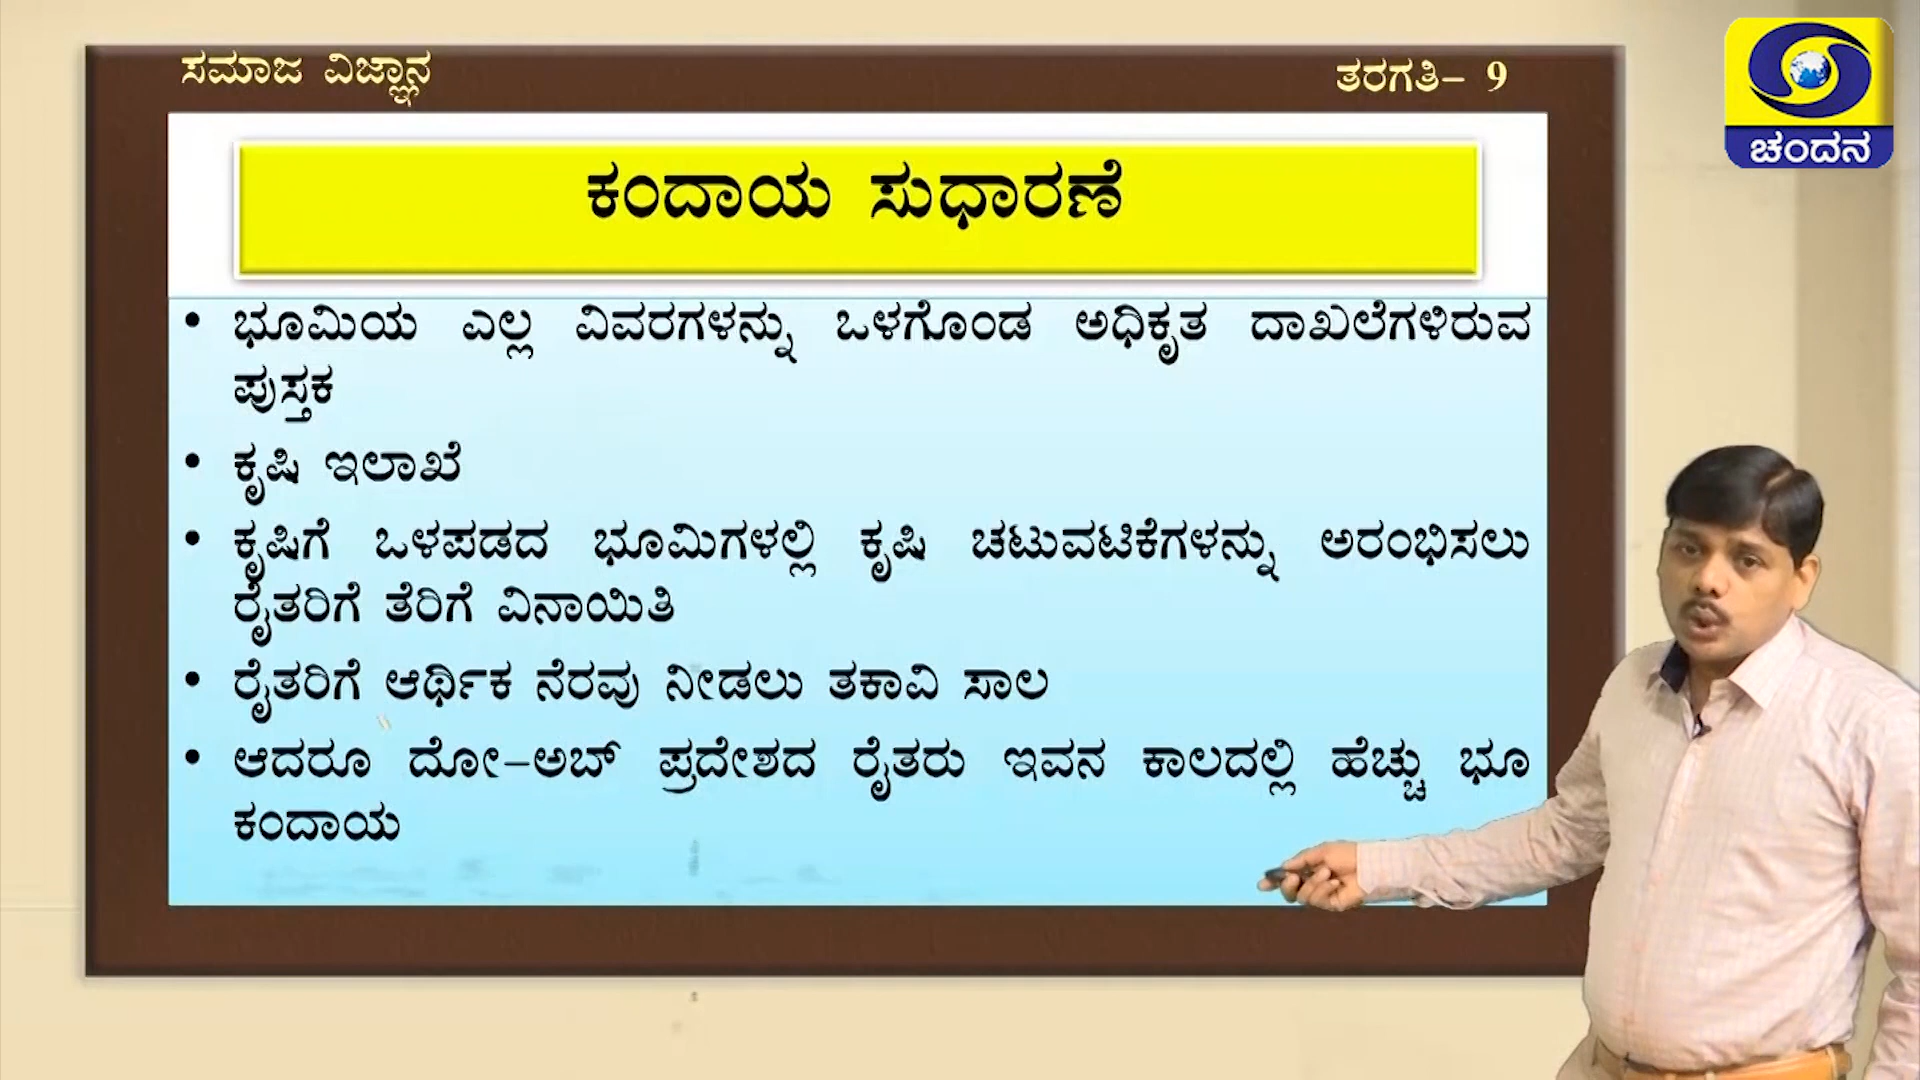 ಸಮಾಜ ವಿಜ್ಞಾನ
ತರಗತಿ– 9
ಚಂದನ
ಕಂದಾಯ ಸುಧಾರಣೆ
• ಭೂಮಿಯ ಎಲ್ಲ ವಿವರಗಳನ್ನು ಒಳಗೊಂಡ ಅಧಿಕೃತ ದಾಖಲೆಗಳಿರುವ
ಪುಸ್ತಕ
• ಕೃಷಿ ಇಲಾಖೆ
• ಕೃಷಿಗೆ ಒಳಪಡದ ಭೂಮಿಗಳಲ್ಲಿ ಕೃಷಿ ಚಟುವಟಿಕೆಗಳನ್ನು ಅರಂಭಿಸಲು
ರೈತರಿಗೆ ತೆರಿಗೆ ವಿನಾಯಿತಿ
• ರೈತರಿಗೆ ಆರ್ಥಿಕ ನೆರವು ನೀಡಲು ತಕಾವಿ ಸಾಲ
• ಆದರೂ ದೋ–ಅಬ್ ಪ್ರದೇಶದ ರೈತರು ಇವನ ಕಾಲದಲ್ಲಿ ಹೆಚ್ಚು ಭೂ
ಕಂದಾಯ